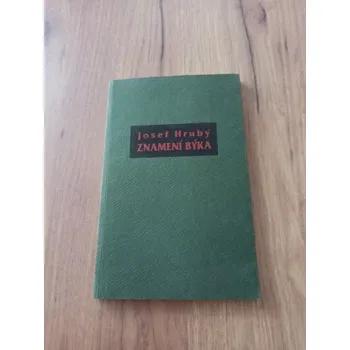 Josef Hrubý
ZNAMENÍ BÝKA